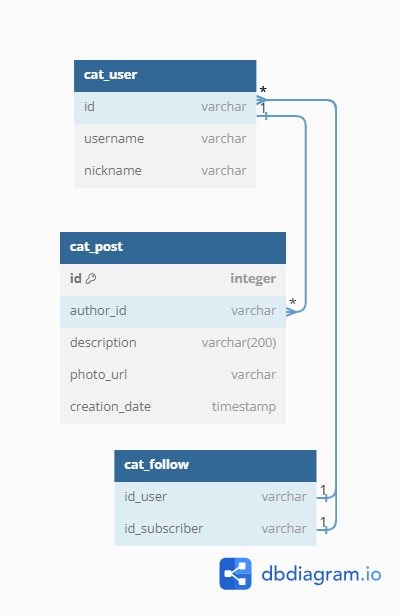 cat_user
*
id varchar
1
username varchar
nickname varchar
cat_post
id integer
*
author_id varchar
description varchar(200)
photo_url varchar
creation_date timestamp
cat_follow
id_user varchar 1
id_subscriber varchar 1
dbdiagram.io